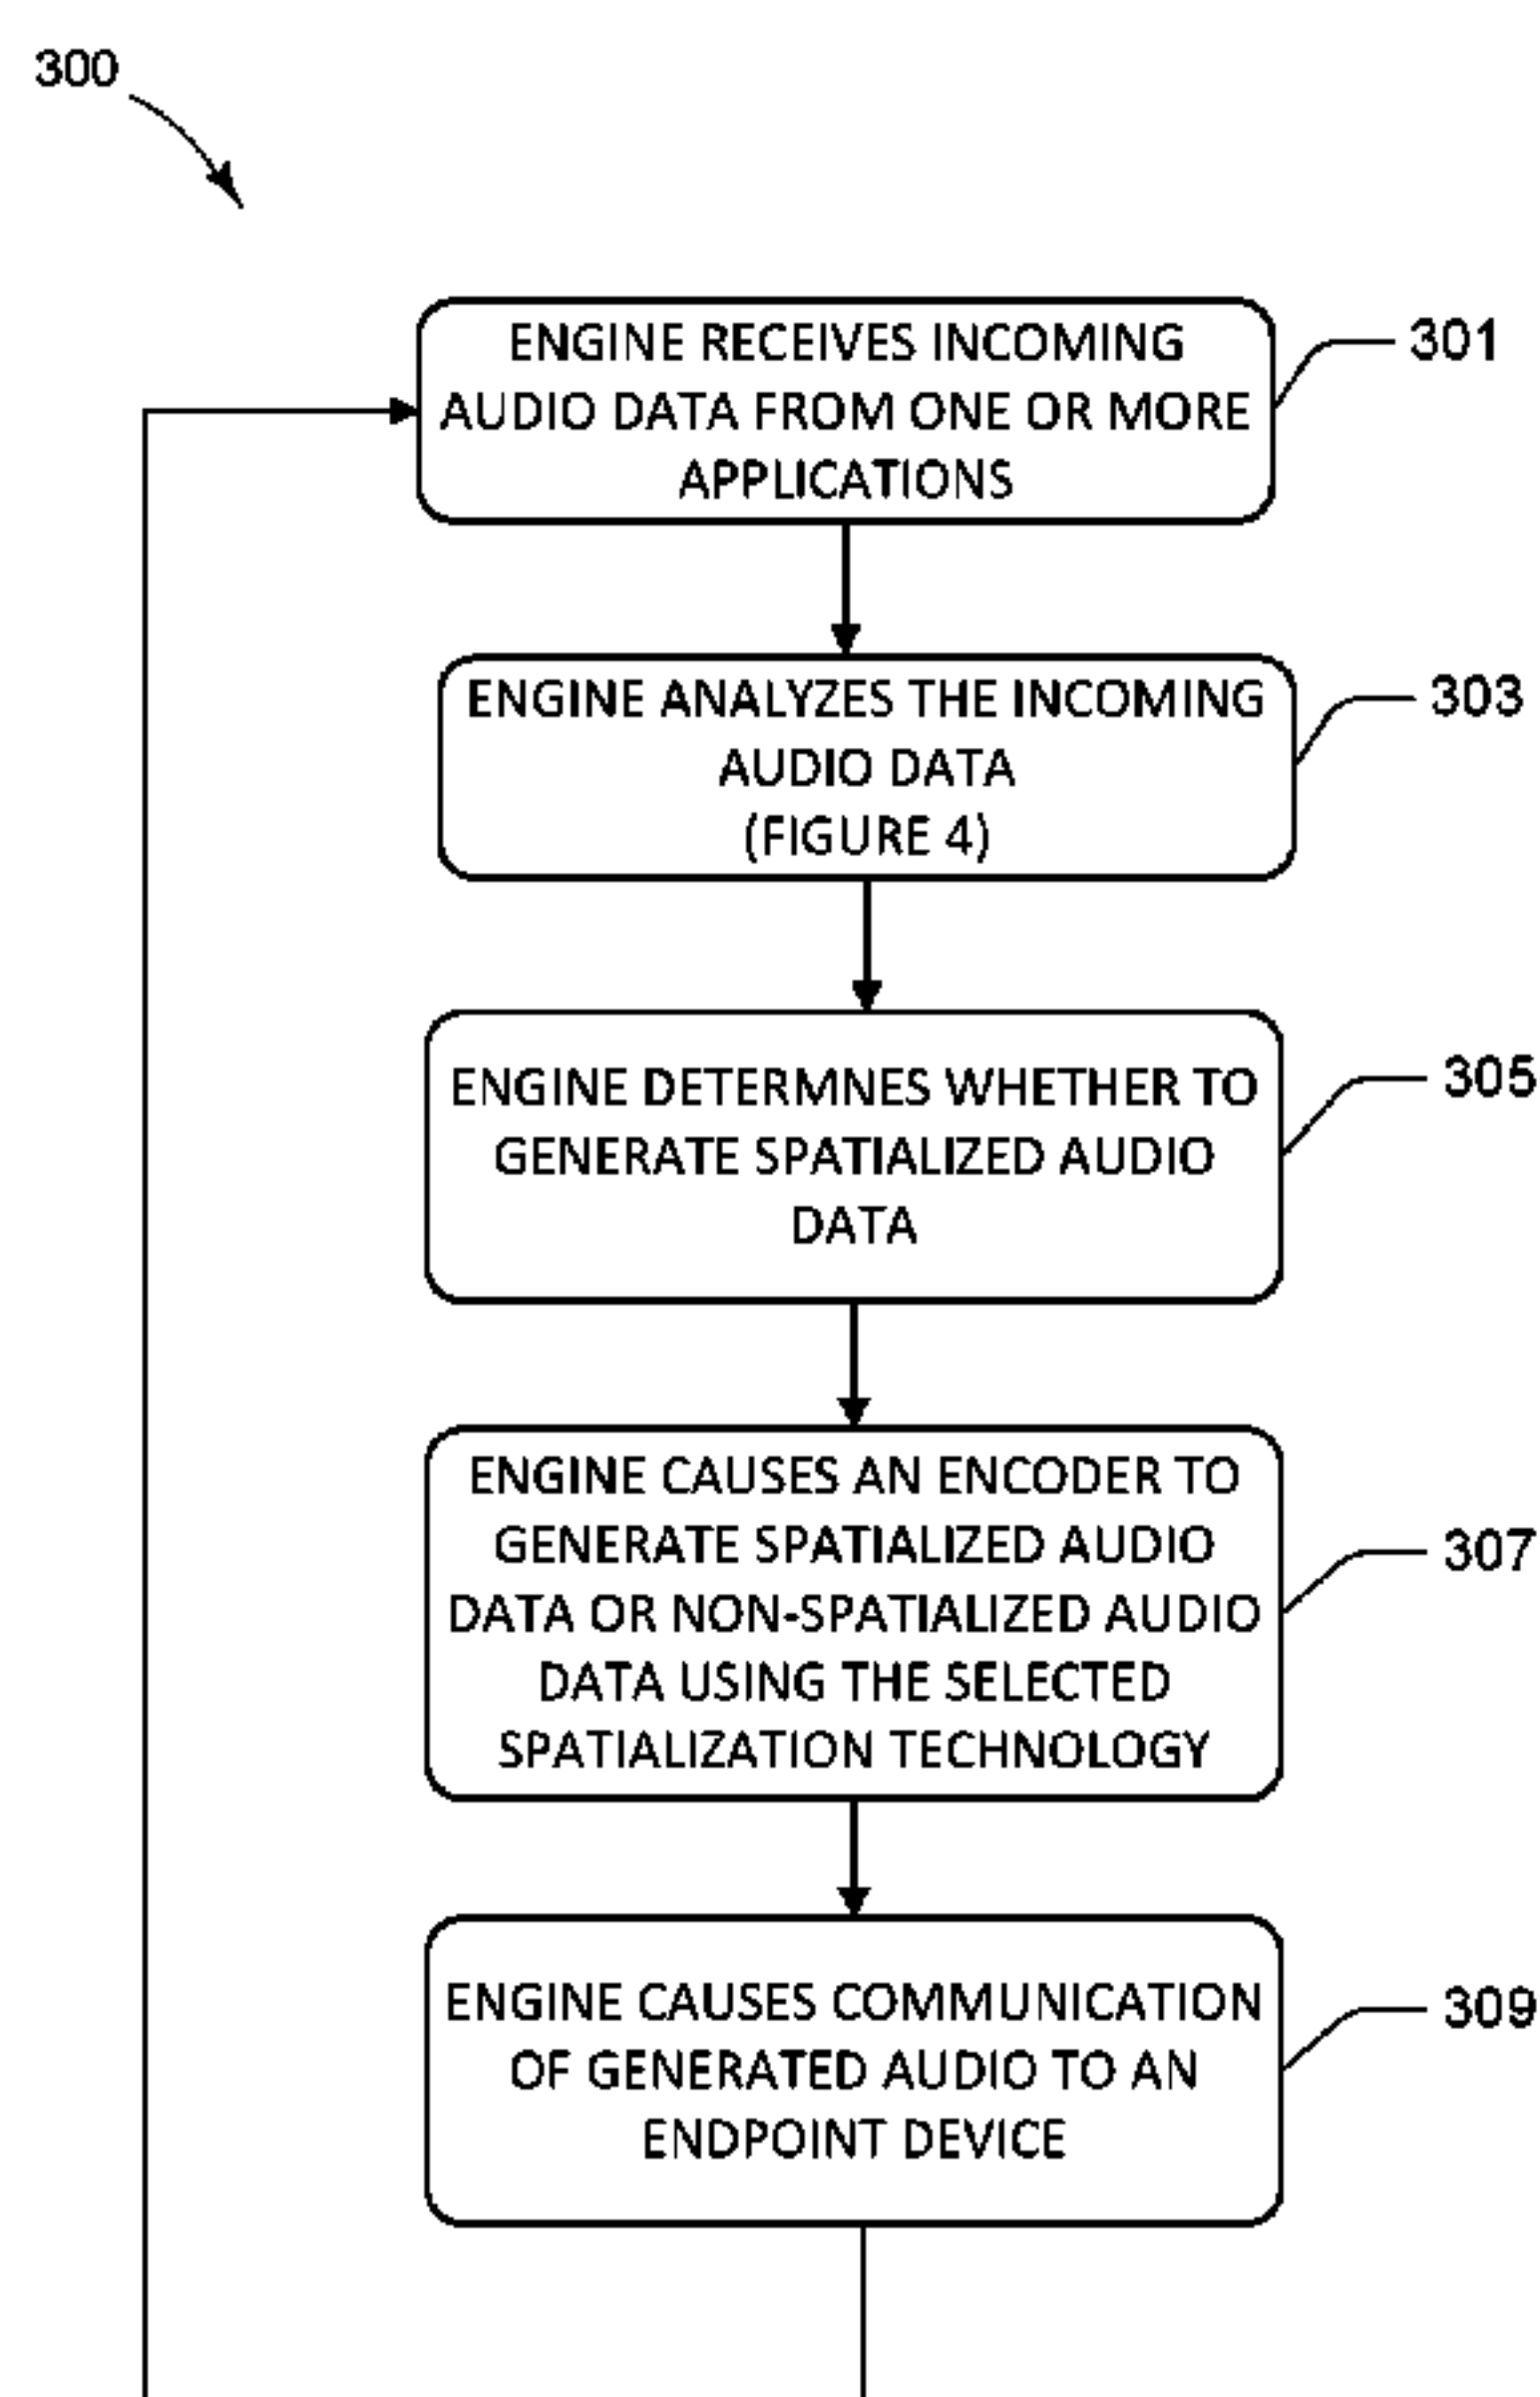 300
ENGINE RECEIVES INCOMING
AUDIO DATA FROM ONE OR MORE
APPLICATIONS
301
ENGINE ANALYZES THE INCOMING
AUDIO DATA
(FIGURE 4)
303
ENGINE DETERMNES WHETHER TO
GENERATE SPATIALIZED AUDIO
DATA
305
ENGINE CAUSES AN ENCODER TO
GENERATE SPATIALIZED AUDIO
DATA OR NON-SPATIALIZED AUDIO
DATA USING THE SELECTED
SPATIALIZATION TECHNOLOGY
307
ENGINE CAUSES COMMUNICATION
OF GENERATED AUDIO TO AN
ENDPOINT DEVICE
309